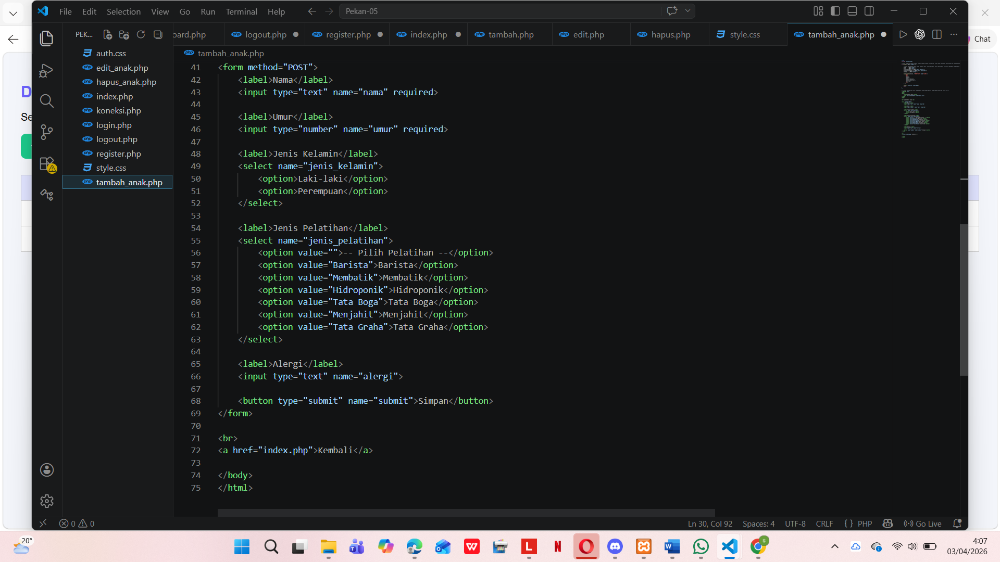 File Edit Selection View Go Run Terminal Help
Pekan-05
PEK...
oard.php
logout.php
register.php
index.php
tambah.php
edit.php
hapus.php
style.css
tambah_anak.php
Chat
auth.css
edit_anak.php
hapus_anak.php
index.php
koneksi.php
login.php
logout.php
register.php
style.css
tambah_anak.php
D
Se
tambah_anak.php
41 <form method="POST">
42 <label>Nama</label>
43 <input type="text" name="nama" required>
44
45 <label>Umur</label>
46 <input type="number" name="umur" required>
47
48 <label>Jenis Kelamin</label>
49 <select name="jenis_kelamin">
50 <option>Laki-laki</option>
51 <option>Perempuan</option>
52 </select>
53
54 <label>Jenis Pelatihan</label>
55 <select name="jenis_pelatihan">
56 <option value="">-- Pilih Pelatihan --</option>
57 <option value="Barista">Barista</option>
58 <option value="Membatik">Membatik</option>
59 <option value="Hidroponik">Hidroponik</option>
60 <option value="Tata Boga">Tata Boga</option>
61 <option value="Menjahit">Menjahit</option>
62 <option value="Tata Graha">Tata Graha</option>
63 </select>
64
65 <label>Alergi</label>
66 <input type="text" name="alergi">
67
68 <button type="submit" name="submit">Simpan</button>
69 </form>
70
71 <br>
72 <a href="index.php">Kembali</a>
73
74 </body>
75 </html>
0 0
Ln 30, Col 92 Spaces: 4 UTF-8 CRLF { } PHP Go Live
20°
4:07
03/04/2026